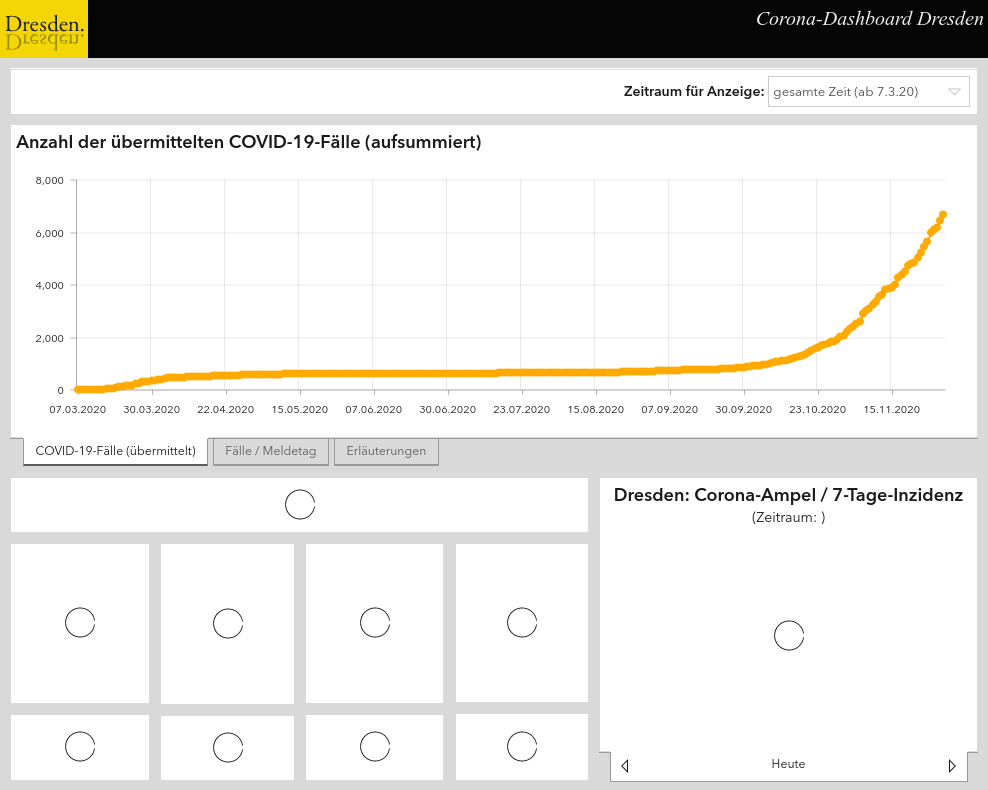 Dresden.
Dresden.
Corona-Dashboard Dresden
Zeitraum für Anzeige: gesamte Zeit (ab 7.3.20)
Anzahl der übermittelten COVID-19-Fälle (aufsummiert)
8,000
6,000
4,000
2,000
0
07.03.2020 30.03.2020 22.04.2020 15.05.2020 07.06.2020 30.06.2020 23.07.2020 15.08.2020 07.09.2020 30.09.2020 23.10.2020 15.11.2020
COVID-19-Fälle (übermittelt) Fälle / Meldetag Erläuterungen
Dresden: Corona-Ampel / 7-Tage-Inzidenz
(Zeitraum: )
Heute